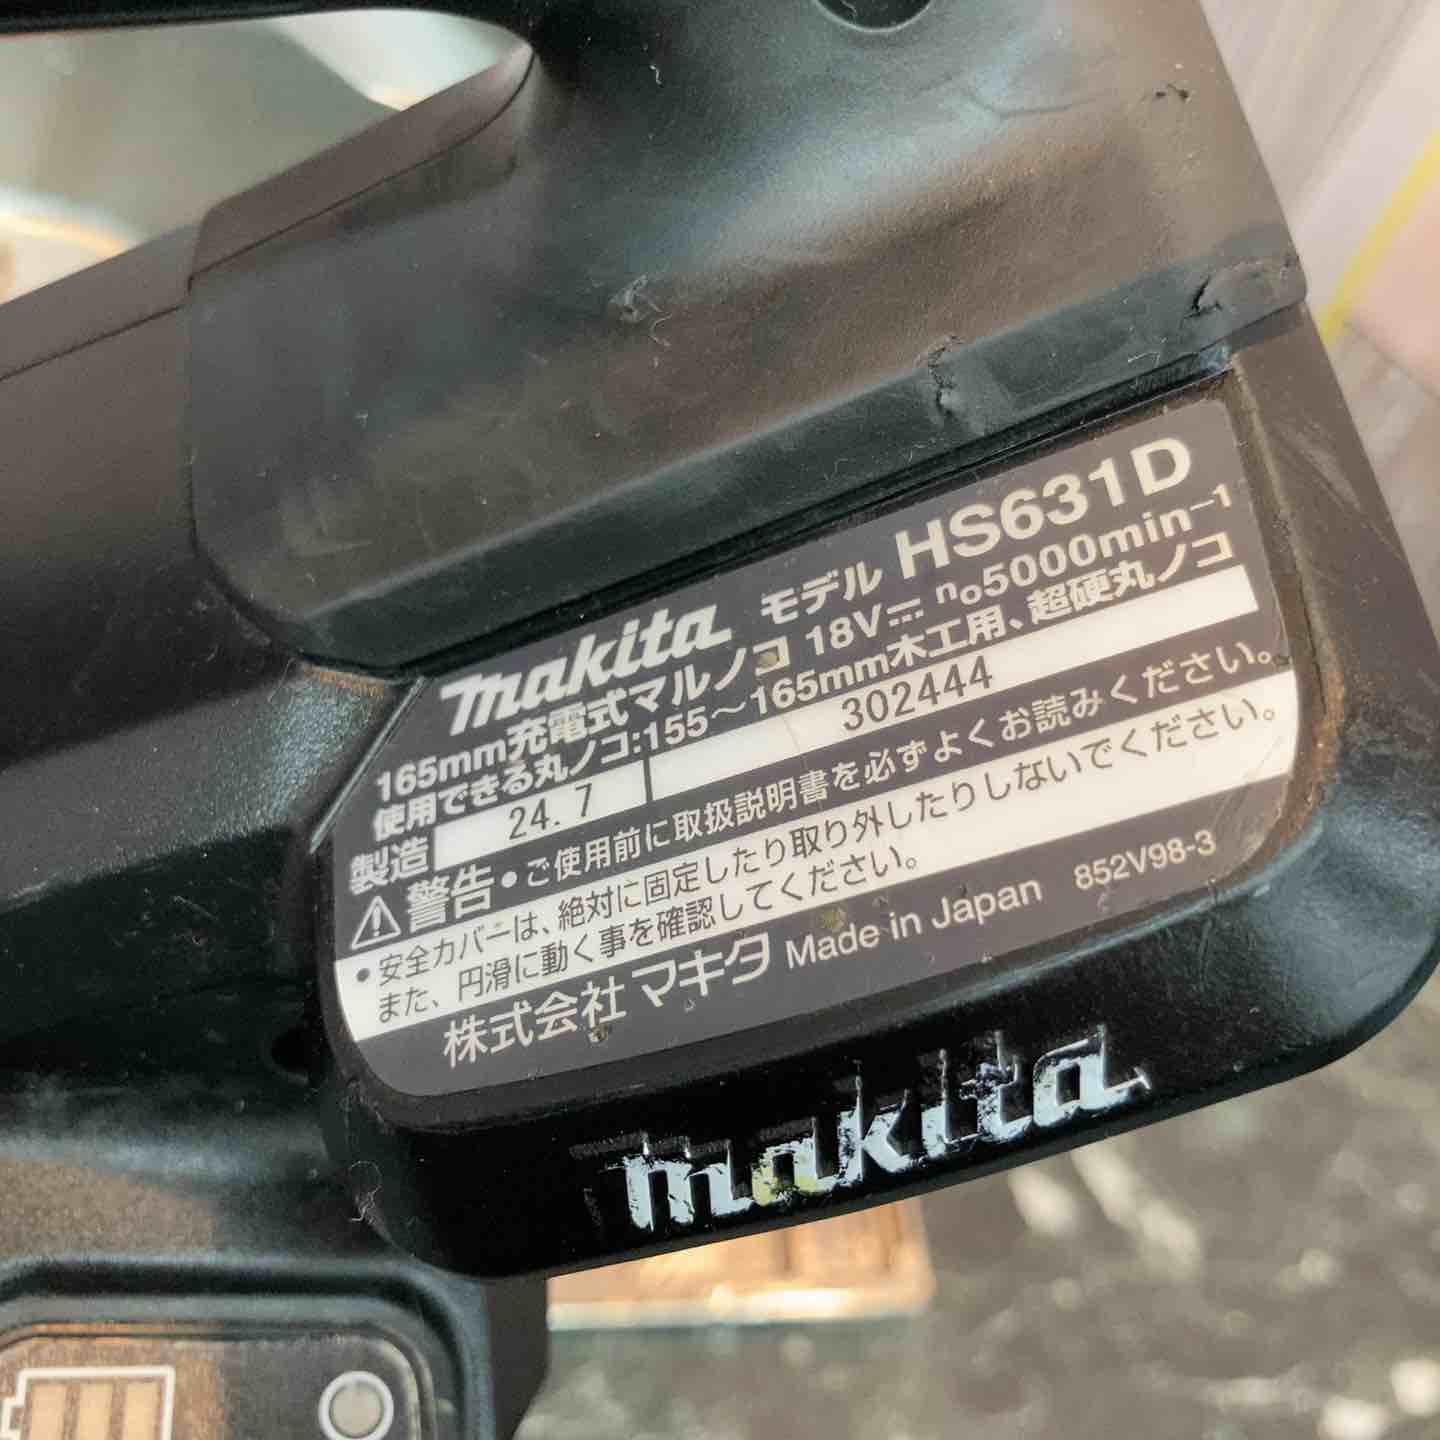 makita モデル HS631D
165mm充電式マルノコ 18V⎓ n₀5000min⁻¹
使用できる丸ノコ:155～165mm木工用、超硬丸ノコ
製造 24.7 302444
⚠警告 •ご使用前に取扱説明書を必ずよくお読みください。
•安全カバーは、絶対に固定したり取り外したりしないでください。
また、円滑に動く事を確認してください。
株式会社 マキタ Made in Japan 852V98-3
makita